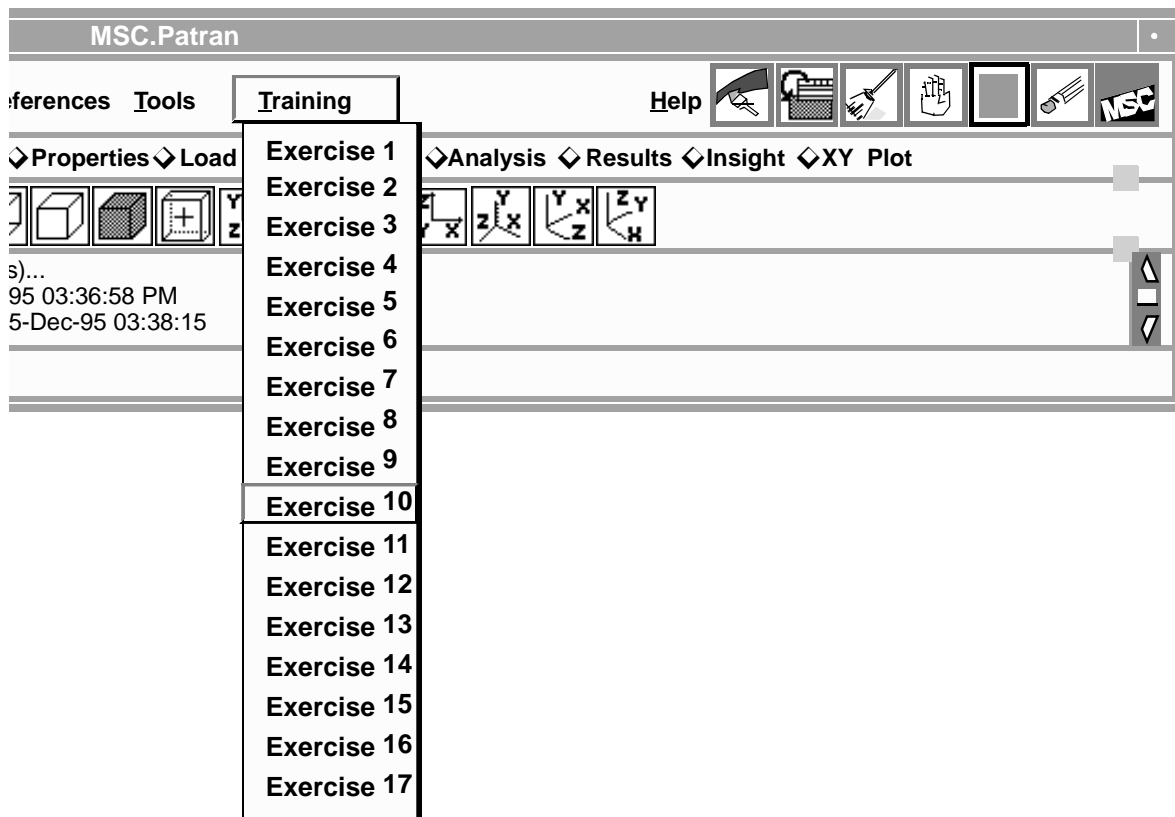 MSC.Patran
eferences Tools Training Help MSC
Properties Load Analysis Results Insight XY Plot
Exercise 1
Exercise 2
Exercise 3
Exercise 4
Exercise 5
Exercise 6
Exercise 7
Exercise 8
Exercise 9
Exercise 10
Exercise 11
Exercise 12
Exercise 13
Exercise 14
Exercise 15
Exercise 16
Exercise 17
Y Z Z Y X Y Z X Y X Z Z Y X
s)...
95 03:36:58 PM
5-Dec-95 03:38:15